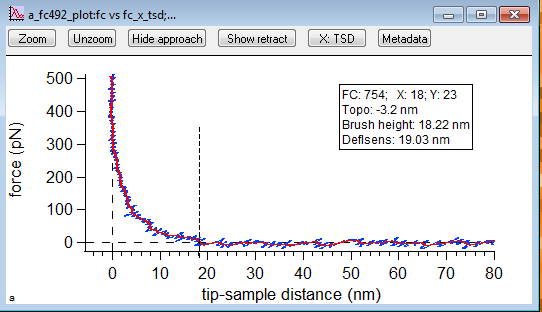 a_fc492_plot:fc vs fc_x_tsd;...
Zoom Unzoom Hide approach Show retract X: TSD Metadata
FC: 754; X: 18; Y: 23
Topo: -3.2 nm
Brush height: 18.22 nm
Deflsens: 19.03 nm
force (pN)
500
400
300
200
100
0
0 10 20 30 40 50 60 70 80
tip-sample distance (nm)
a